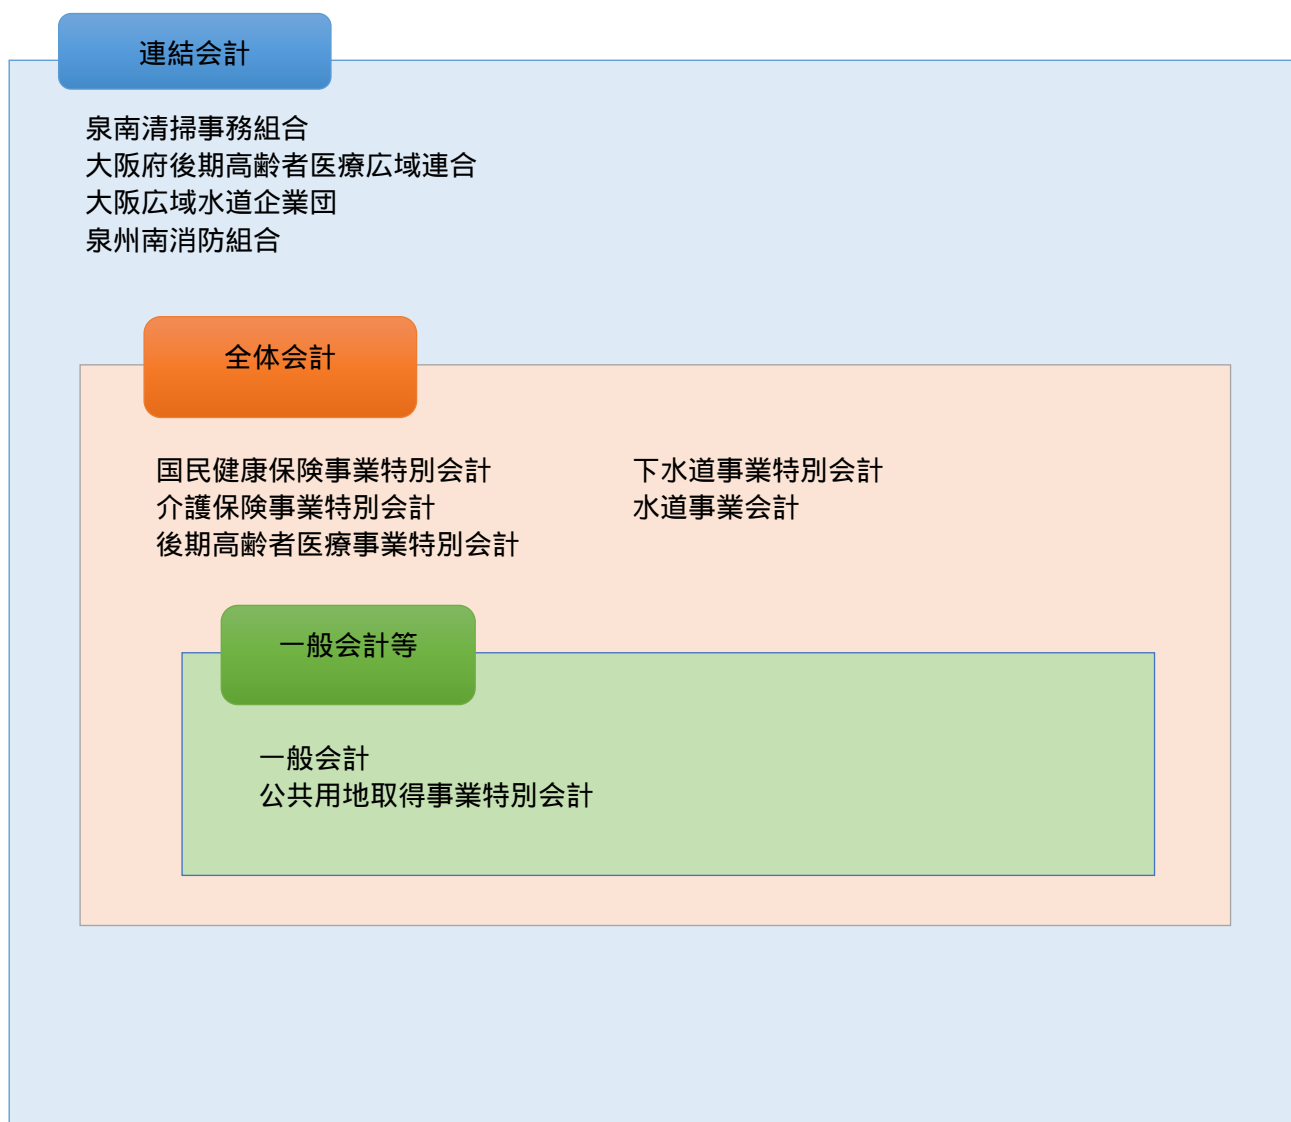 連結会計
泉南清掃事務組合
大阪府後期高齢者医療広域連合
大阪広域水道企業団
泉州南消防組合
全体会計
国民健康保険事業特別会計
介護保険事業特別会計
後期高齢者医療事業特別会計
下水道事業特別会計
水道事業会計
一般会計等
一般会計
公共用地取得事業特別会計